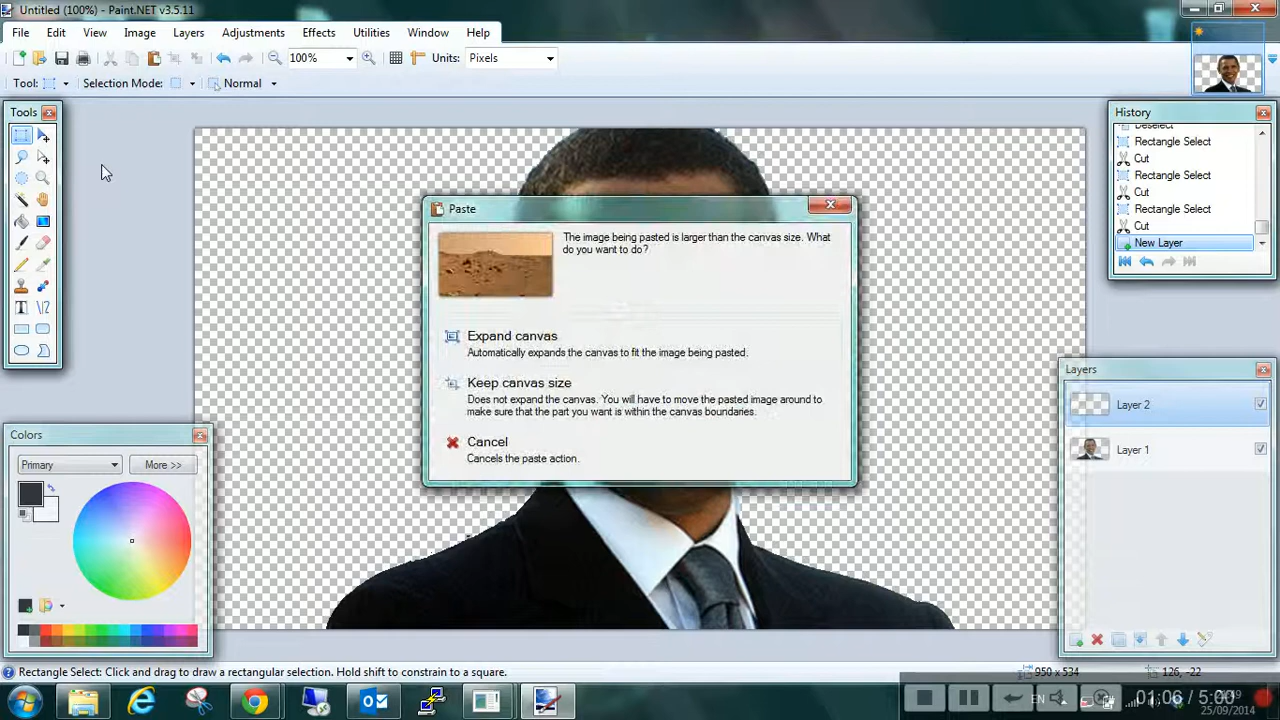 Untitled (100%) - Paint.NET v3.5.11
File Edit View Image Layers Adjustments Effects Utilities Window Help
100% Units: Pixels
Tool: Selection Mode: Normal
Tools
History
Deselect
Rectangle Select
Cut
Rectangle Select
Cut
Rectangle Select
Cut
New Layer
Paste
The image being pasted is larger than the canvas size. What
do you want to do?
Expand canvas
Automatically expands the canvas to fit the image being pasted.
Keep canvas size
Does not expand the canvas. You will have to move the pasted image around to
make sure that the part you want is within the canvas boundaries.
Cancel
Cancels the paste action.
Layers
Layer 2
Layer 1
Colors
Primary More >>
Rectangle Select: Click and drag to draw a rectangular selection. Hold shift to constrain to a square.
950 x 534 126, -22
EN 01:06 / 5:00
25/09/2014